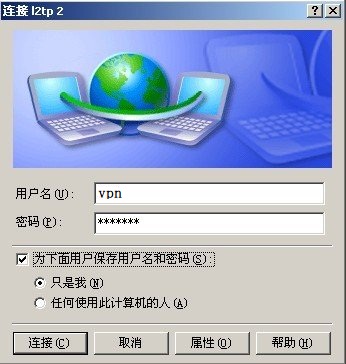 连接 l2tp 2
用户名(U):
vpn
密码(P):
*******
为下面用户保存用户名和密码(S):
只是我(N)
任何使用此计算机的人(A)
连接(C) 取消 属性(O) 帮助(H)